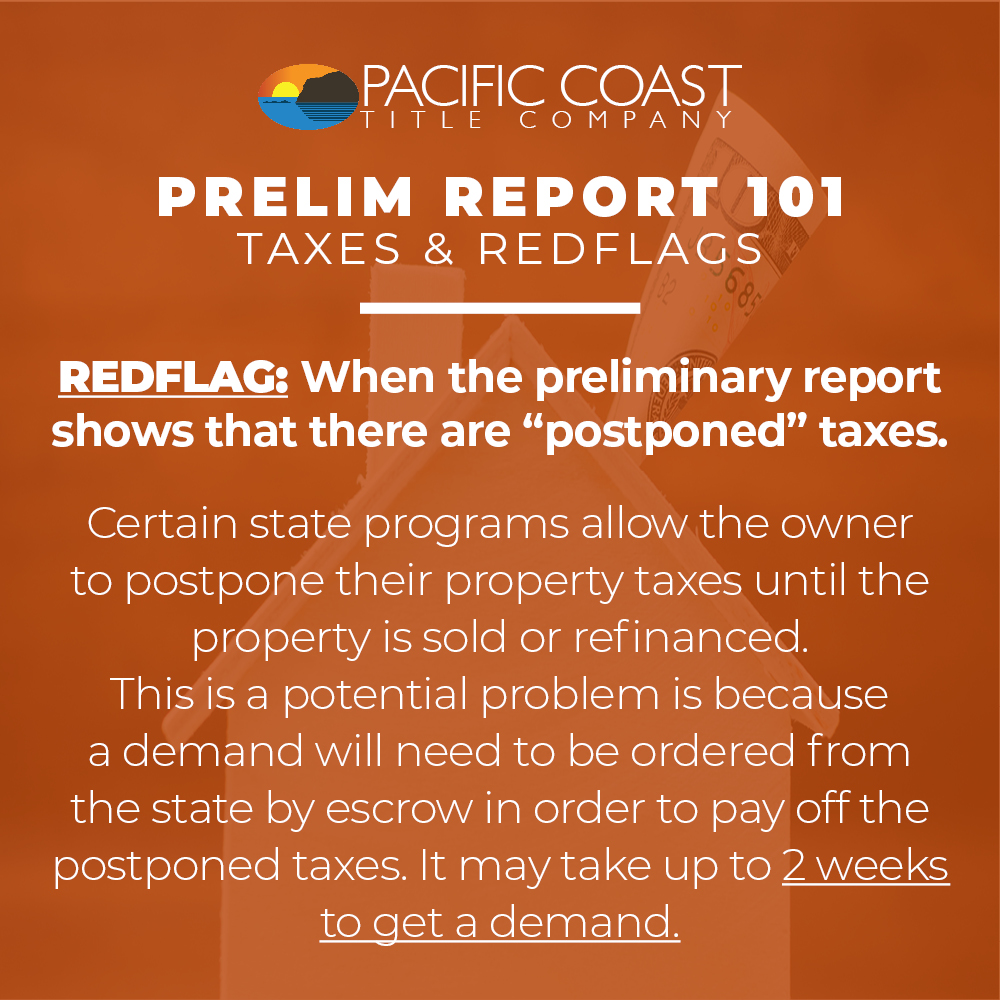 PACIFIC COAST
TITLE COMPANY
PRELIM REPORT 101
TAXES & REDFLAGS
REDFLAG: When the preliminary report
shows that there are “postponed” taxes.
Certain state programs allow the owner
to postpone their property taxes until the
property is sold or refinanced.
This is a potential problem is because
a demand will need to be ordered from
the state by escrow in order to pay off the
postponed taxes. It may take up to 2 weeks
to get a demand.